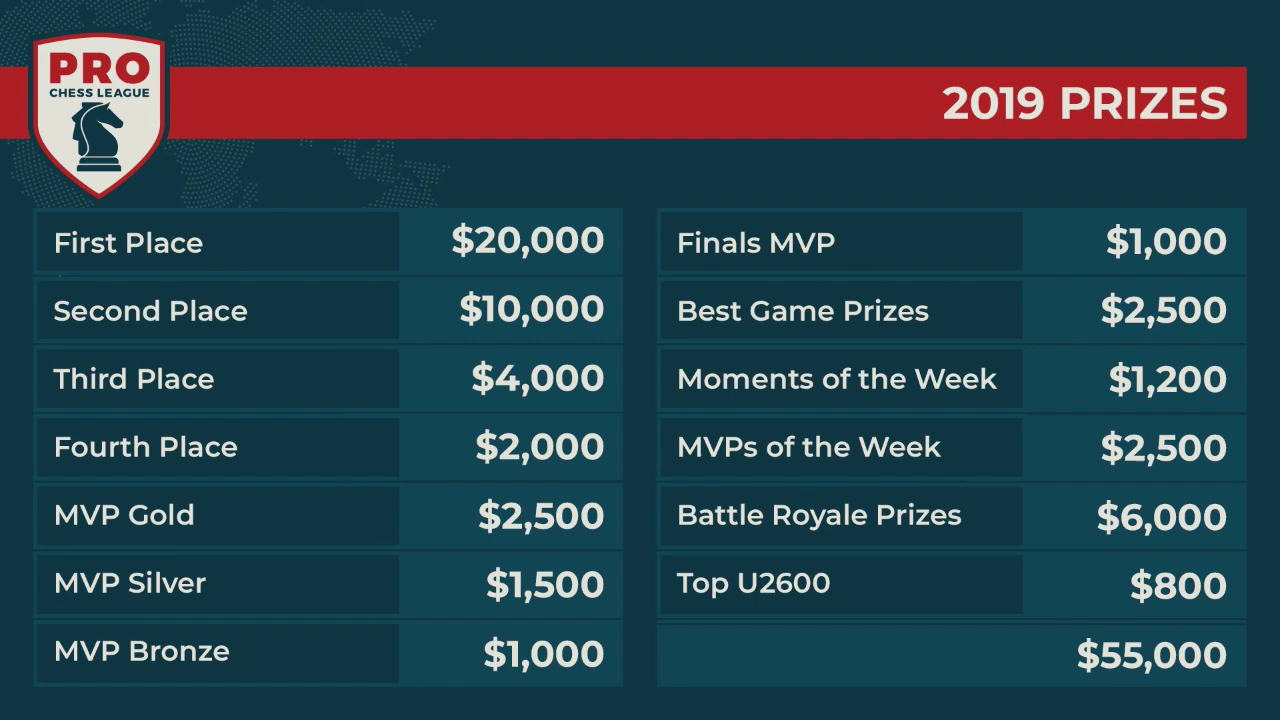 PRO
CHESS LEAGUE
2019 PRIZES
First Place $20,000
Second Place $10,000
Third Place $4,000
Fourth Place $2,000
MVP Gold $2,500
MVP Silver $1,500
MVP Bronze $1,000
Finals MVP $1,000
Best Game Prizes $2,500
Moments of the Week $1,200
MVPs of the Week $2,500
Battle Royale Prizes $6,000
Top U2600 $800
$55,000